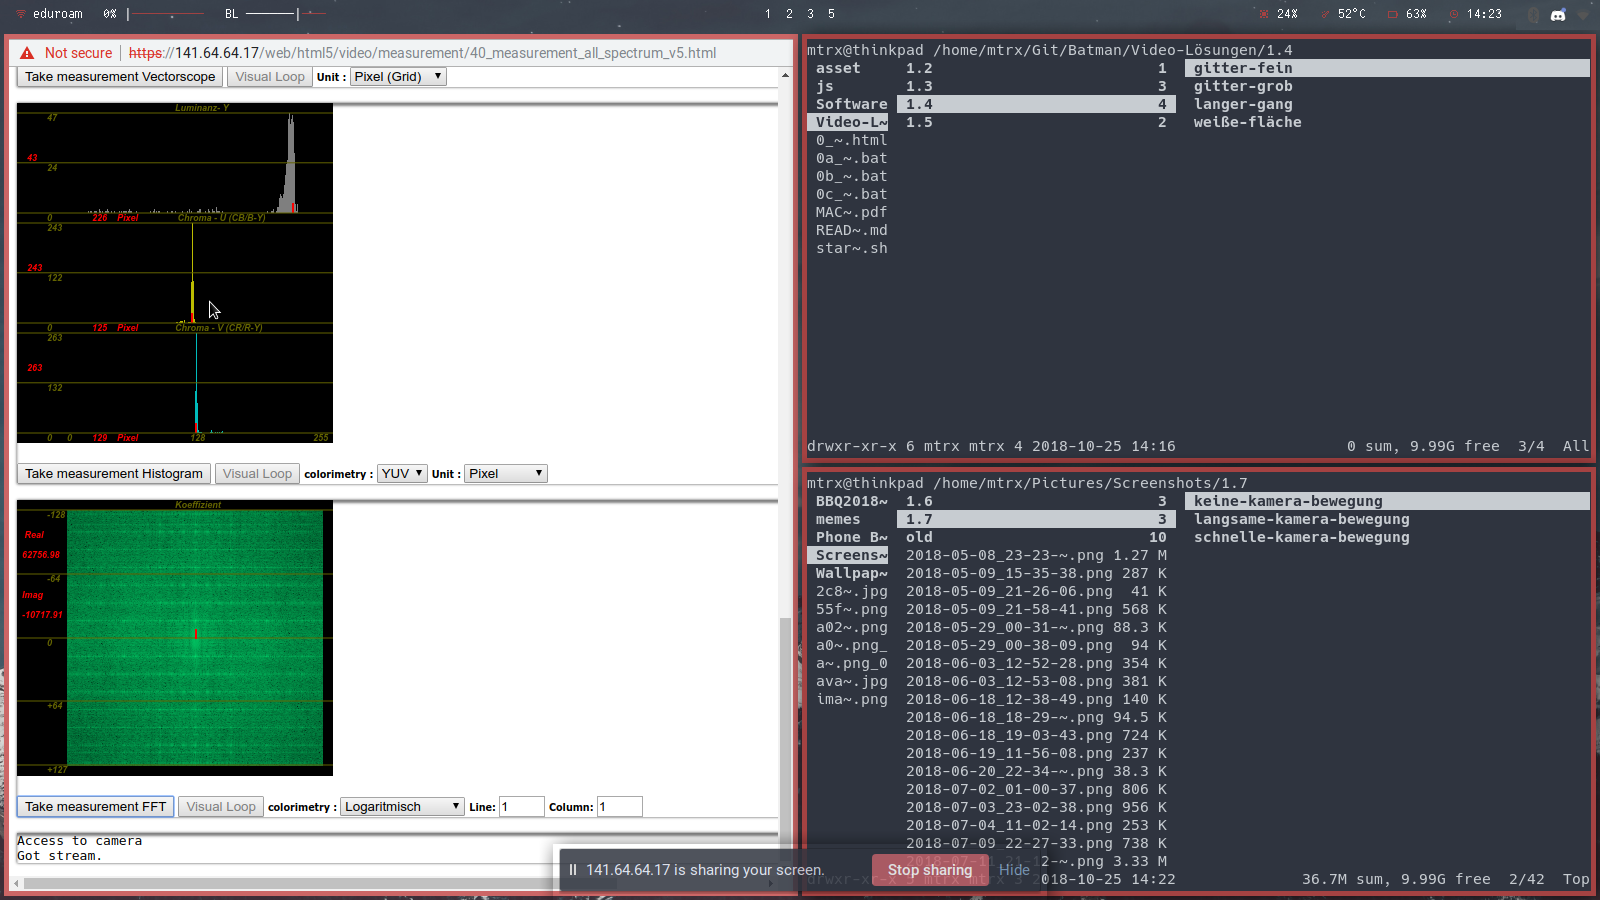 eduroam 0% BL 1 2 3 5 24% 52°C 63% 14:23
Not secure https://141.64.64.17/web/html5/video/measurement/40_measurement_all_spectrum_v5.html
Take measurement Vectorscope Visual Loop Unit : Pixel (Grid)
Luminanz- Y
47
43
24
0 226 Pixel Chroma - U (CB/B-Y)
243
243
122
0 125 Pixel Chroma - V (CR/R-Y)
263
263
132
0 0 129 Pixel 128 255
Take measurement Histogram Visual Loop colorimetry : YUV Unit : Pixel
Koeffizient
-128
Real
62756.98
-64
Imag
-10717.91
0
+64
+127
Take measurement FFT Visual Loop colorimetry : Logaritmisch Line: 1 Column: 1
Access to camera
Got stream.
mtrx@thinkpad /home/mtrx/Git/Batman/Video-Lösungen/1.4
asset 1.2 1 gitter-fein
js 1.3 3 gitter-grob
Software 1.4 4 langer-gang
Video-L~ 1.5 2 weiße-fläche
0_~.html
0a_~.bat
0b_~.bat
0c_~.bat
MAC~.pdf
READ~.md
star~.sh
drwxr-xr-x 6 mtrx mtrx 4 2018-10-25 14:16 0 sum, 9.99G free 3/4 All
mtrx@thinkpad /home/mtrx/Pictures/Screenshots/1.7
BBQ2018~ 1.6 3 keine-kamera-bewegung
memes 1.7 3 langsame-kamera-bewegung
Phone B~ old 10 schnelle-kamera-bewegung
Screens~ 2018-05-08_23-23-~.png 1.27 M
Wallpap~ 2018-05-09_15-35-38.png 287 K
2c8~.jpg 2018-05-09_21-26-06.png 41 K
55f~.png 2018-05-09_21-58-41.png 568 K
a02~.png 2018-05-29_00-31-~.png 88.3 K
a0~.png_ 2018-05-29_00-38-09.png 94 K
a~.png_0 2018-06-03_12-52-28.png 354 K
ava~.jpg 2018-06-03_12-53-08.png 381 K
ima~.png 2018-06-18_12-38-49.png 140 K
2018-06-18_18-29-~.png 94.5 K
2018-06-18_19-03-43.png 724 K
2018-06-19_11-56-08.png 237 K
2018-06-20_22-34-~.png 38.3 K
2018-07-02_01-00-37.png 806 K
2018-07-03_23-02-38.png 956 K
2018-07-04_11-02-14.png 253 K
2018-07-09_22-27-33.png 738 K
2018-07-11_21-12-~.png 3.33 M
drwxr-xr-x 5 mtrx mtrx 3 2018-10-25 14:22 36.7M sum, 9.99G free 2/42 Top
141.64.64.17 is sharing your screen. Stop sharing Hide